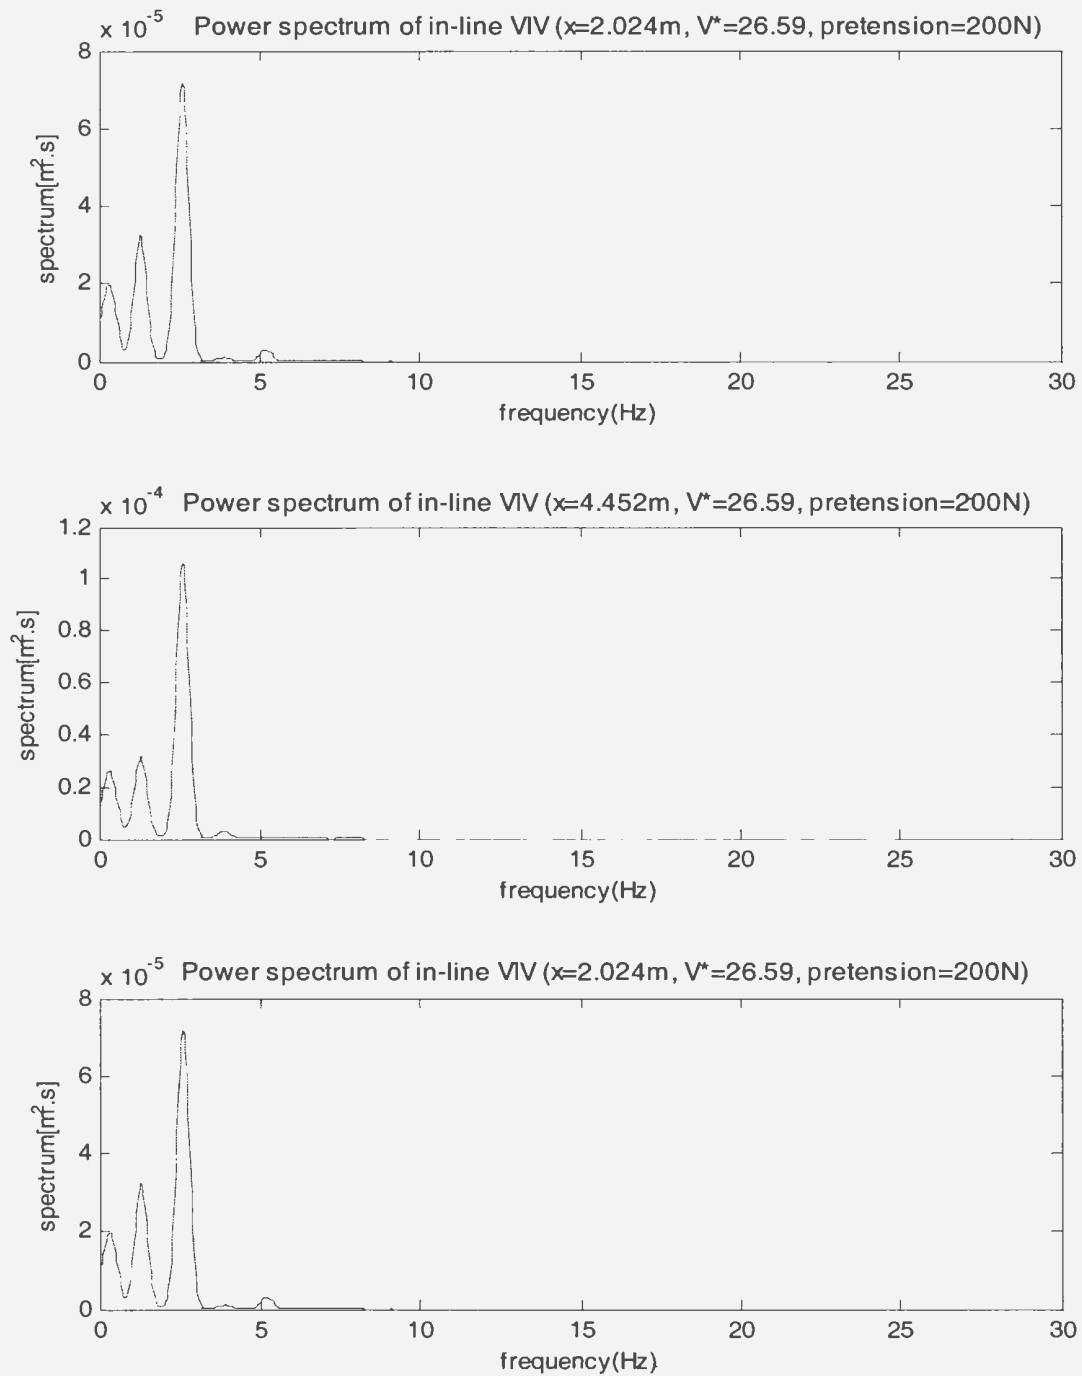 x 10^-5 Power spectrum of in-line VIV (x=2.024m, V*=26.59, pretension=200N)
8
6
4
2
0
spectrum[m².s]
0 5 10 15 20 25 30
frequency(Hz)
x 10^-4 Power spectrum of in-line VIV (x=4.452m, V*=26.59, pretension=200N)
1.2
1
0.8
0.6
0.4
0.2
0
spectrum[m².s]
0 5 10 15 20 25 30
frequency(Hz)
x 10^-5 Power spectrum of in-line VIV (x=2.024m, V*=26.59, pretension=200N)
8
6
4
2
0
spectrum[m².s]
0 5 10 15 20 25 30
frequency(Hz)